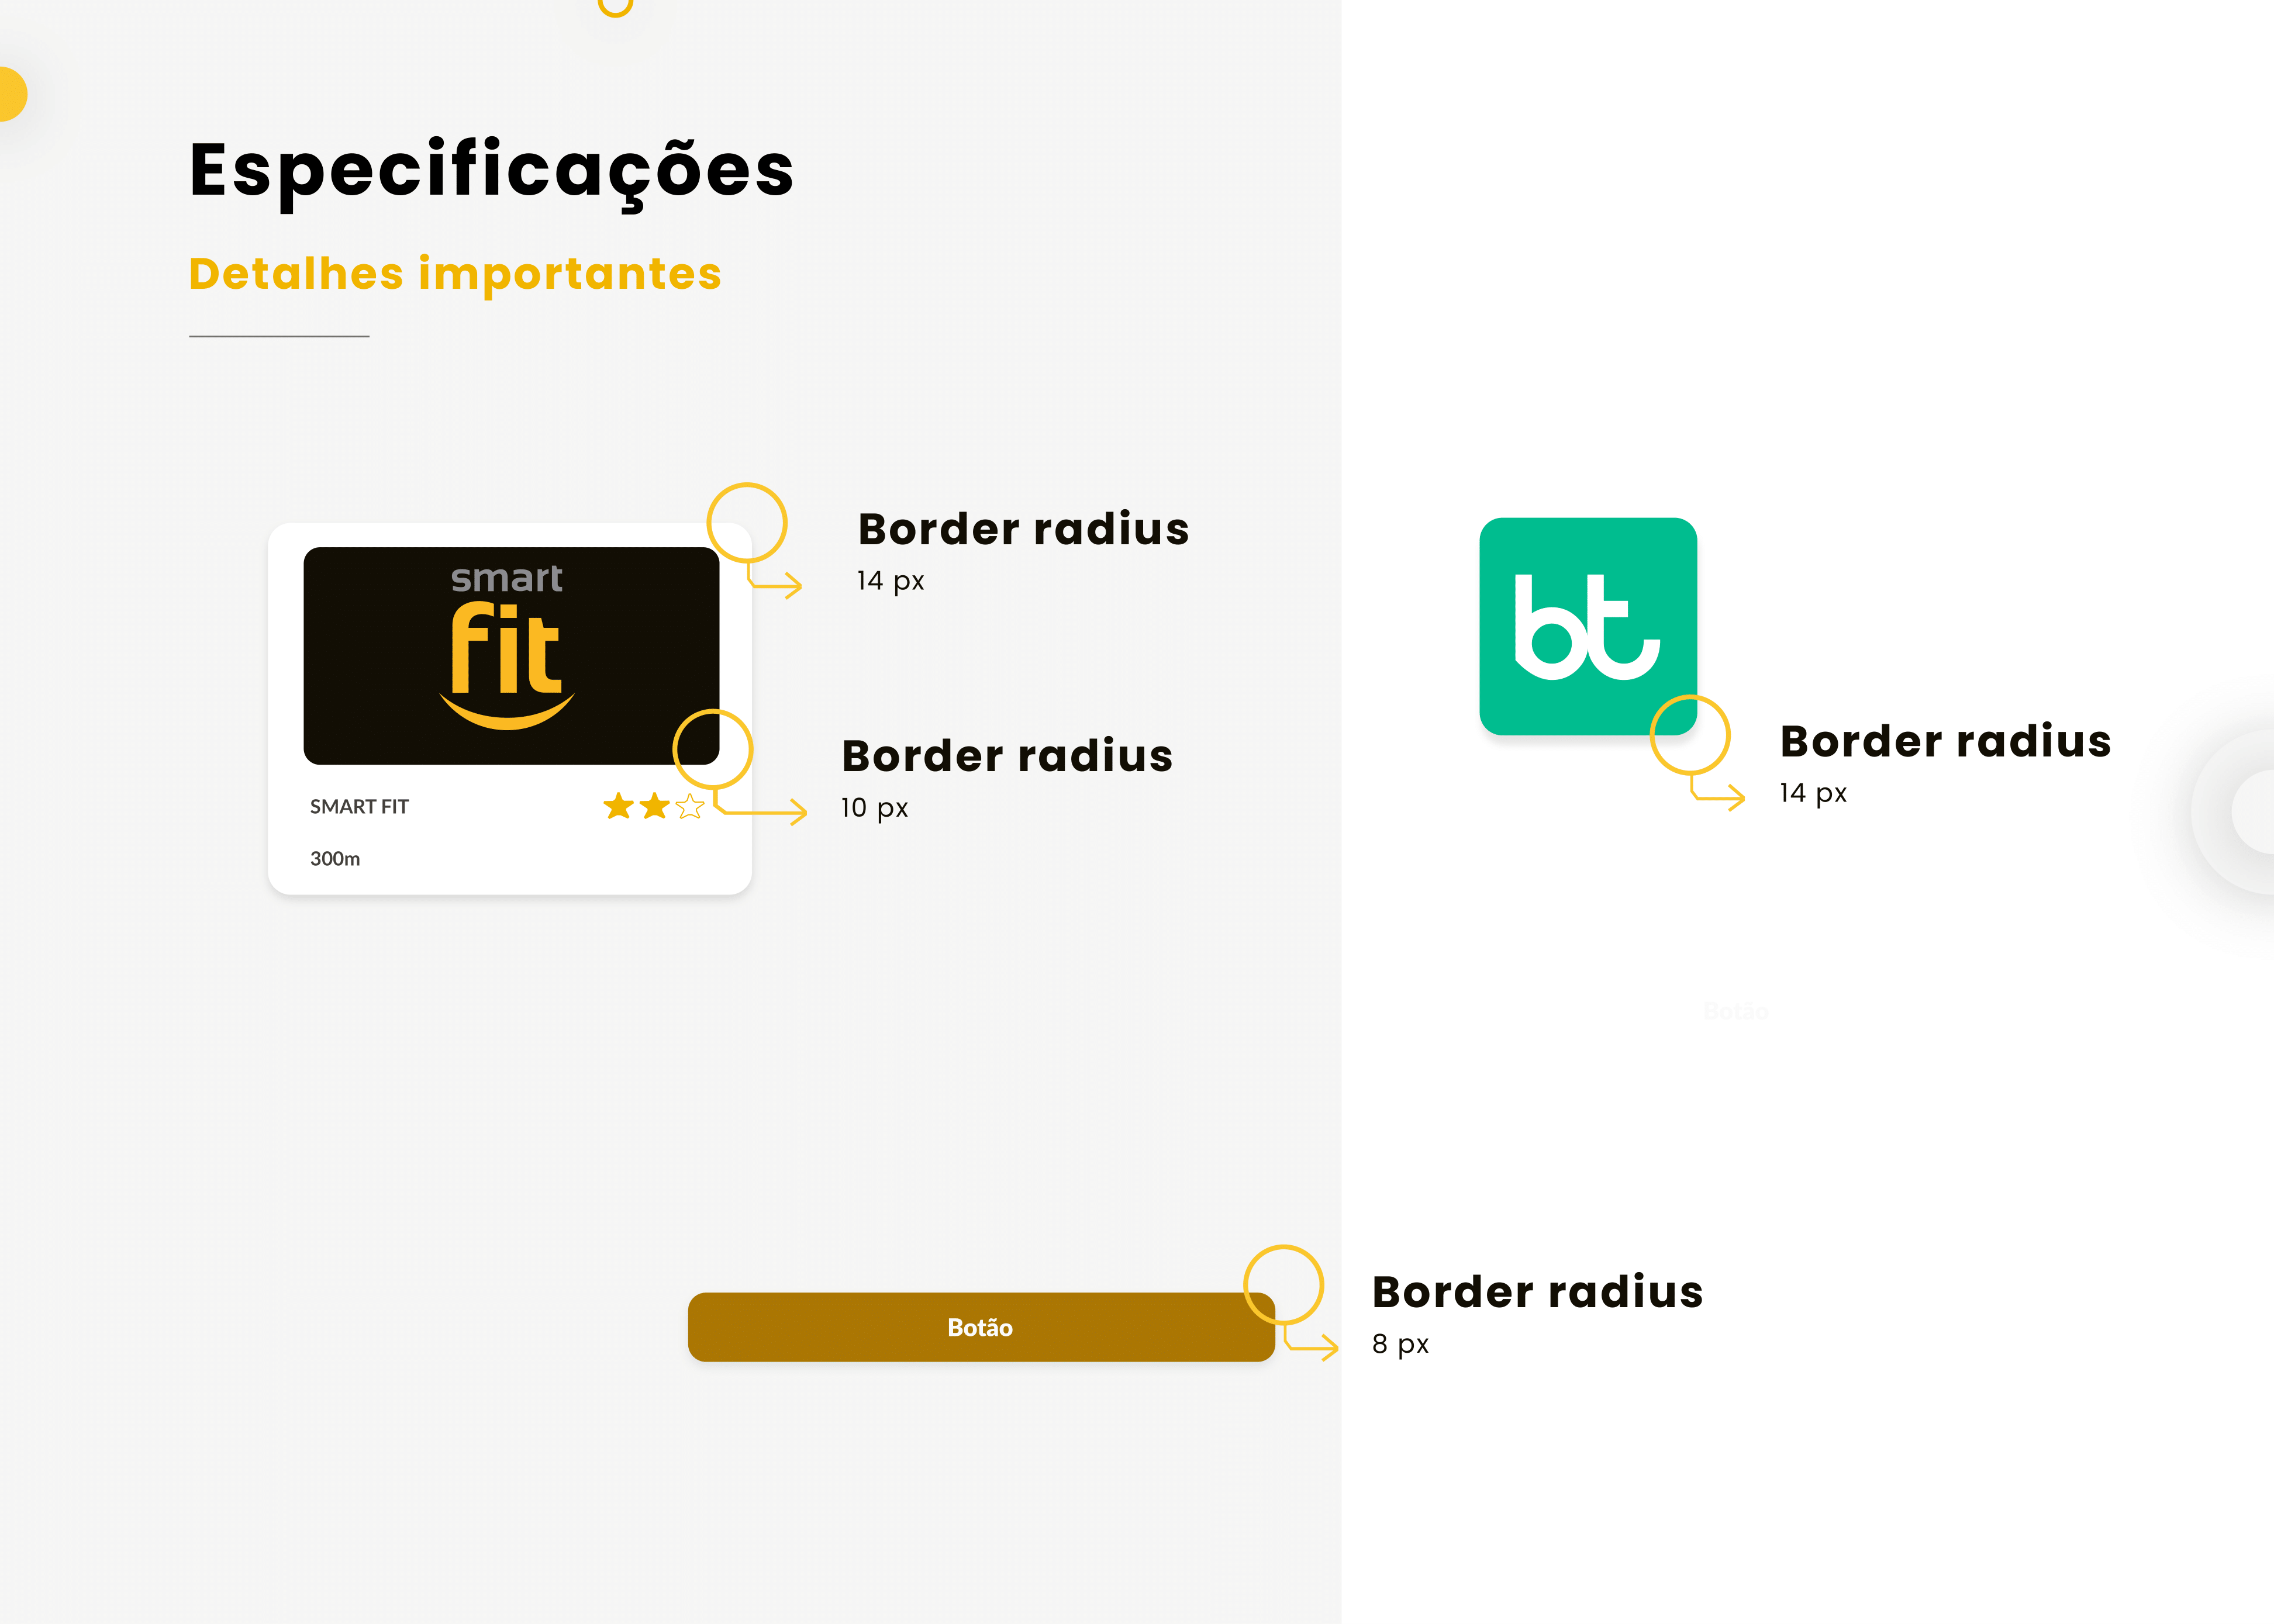 Especificações
Detalhes importantes
smart
fit
SMART FIT
300m
Border radius
14 px
Border radius
10 px
bt
Border radius
14 px
Botão
Botão
Border radius
8 px